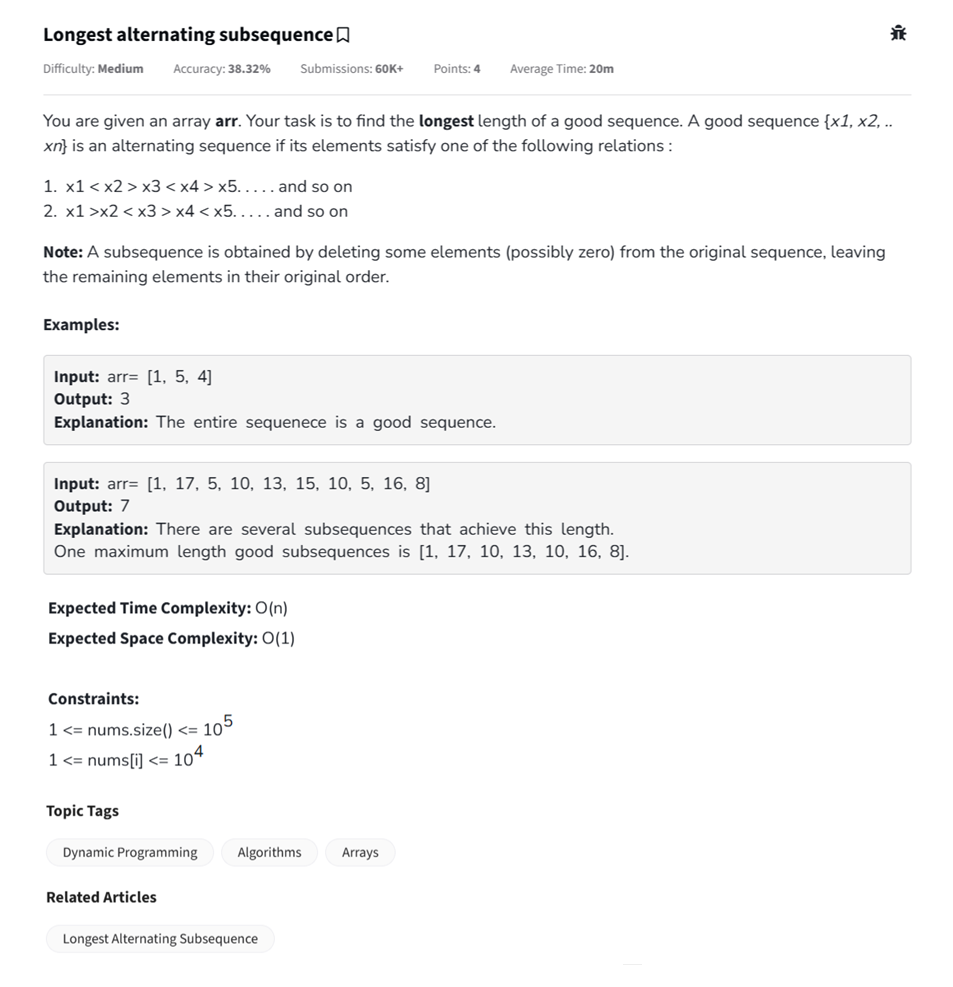 Longest alternating subsequence
Difficulty: Medium Accuracy: 38.32% Submissions: 60K+ Points: 4 Average Time: 20m
You are given an array arr. Your task is to find the longest length of a good sequence. A good sequence {x1, x2, ..
xn} is an alternating sequence if its elements satisfy one of the following relations :
1. x1 < x2 > x3 < x4 > x5. . . . . and so on
2. x1 >x2 < x3 > x4 < x5. . . . . and so on
Note: A subsequence is obtained by deleting some elements (possibly zero) from the original sequence, leaving
the remaining elements in their original order.
Examples:
Input: arr= [1, 5, 4]
Output: 3
Explanation: The entire sequenece is a good sequence.
Input: arr= [1, 17, 5, 10, 13, 15, 10, 5, 16, 8]
Output: 7
Explanation: There are several subsequences that achieve this length.
One maximum length good subsequences is [1, 17, 10, 13, 10, 16, 8].
Expected Time Complexity: O(n)
Expected Space Complexity: O(1)
Constraints:
1 <= nums.size() <= 10^5
1 <= nums[i] <= 10^4
Topic Tags
Dynamic Programming Algorithms Arrays
Related Articles
Longest Alternating Subsequence